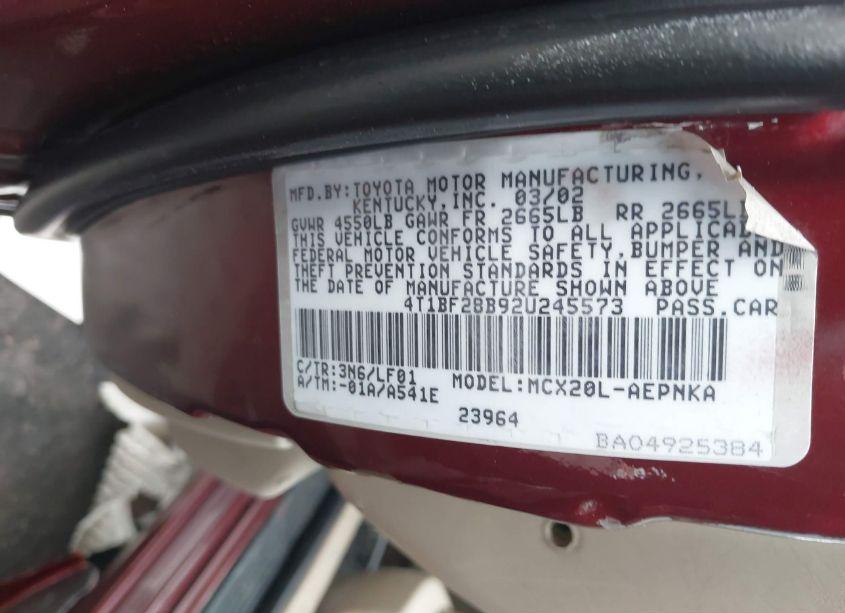 MFD.BY:TOYOTA MOTOR MANUFACTURING,
KENTUCKY,INC. 03/02
GVWR 4550LB GAWR FR 2665LB RR 2665L
THIS VEHICLE CONFORMS TO ALL APPLICA
FEDERAL MOTOR VEHICLE SAFETY,BUMPER AND
THEFT PREVENTION STANDARDS IN EFFECT ON
THE DATE OF MANUFACTURE SHOWN ABOVE
4T1BF28B92U245573 PASS.CAR
C/TR:3N6/LF01
A/TM:-01A/A541E MODEL:MCX20L-AEPNKA
23964
BA04925384